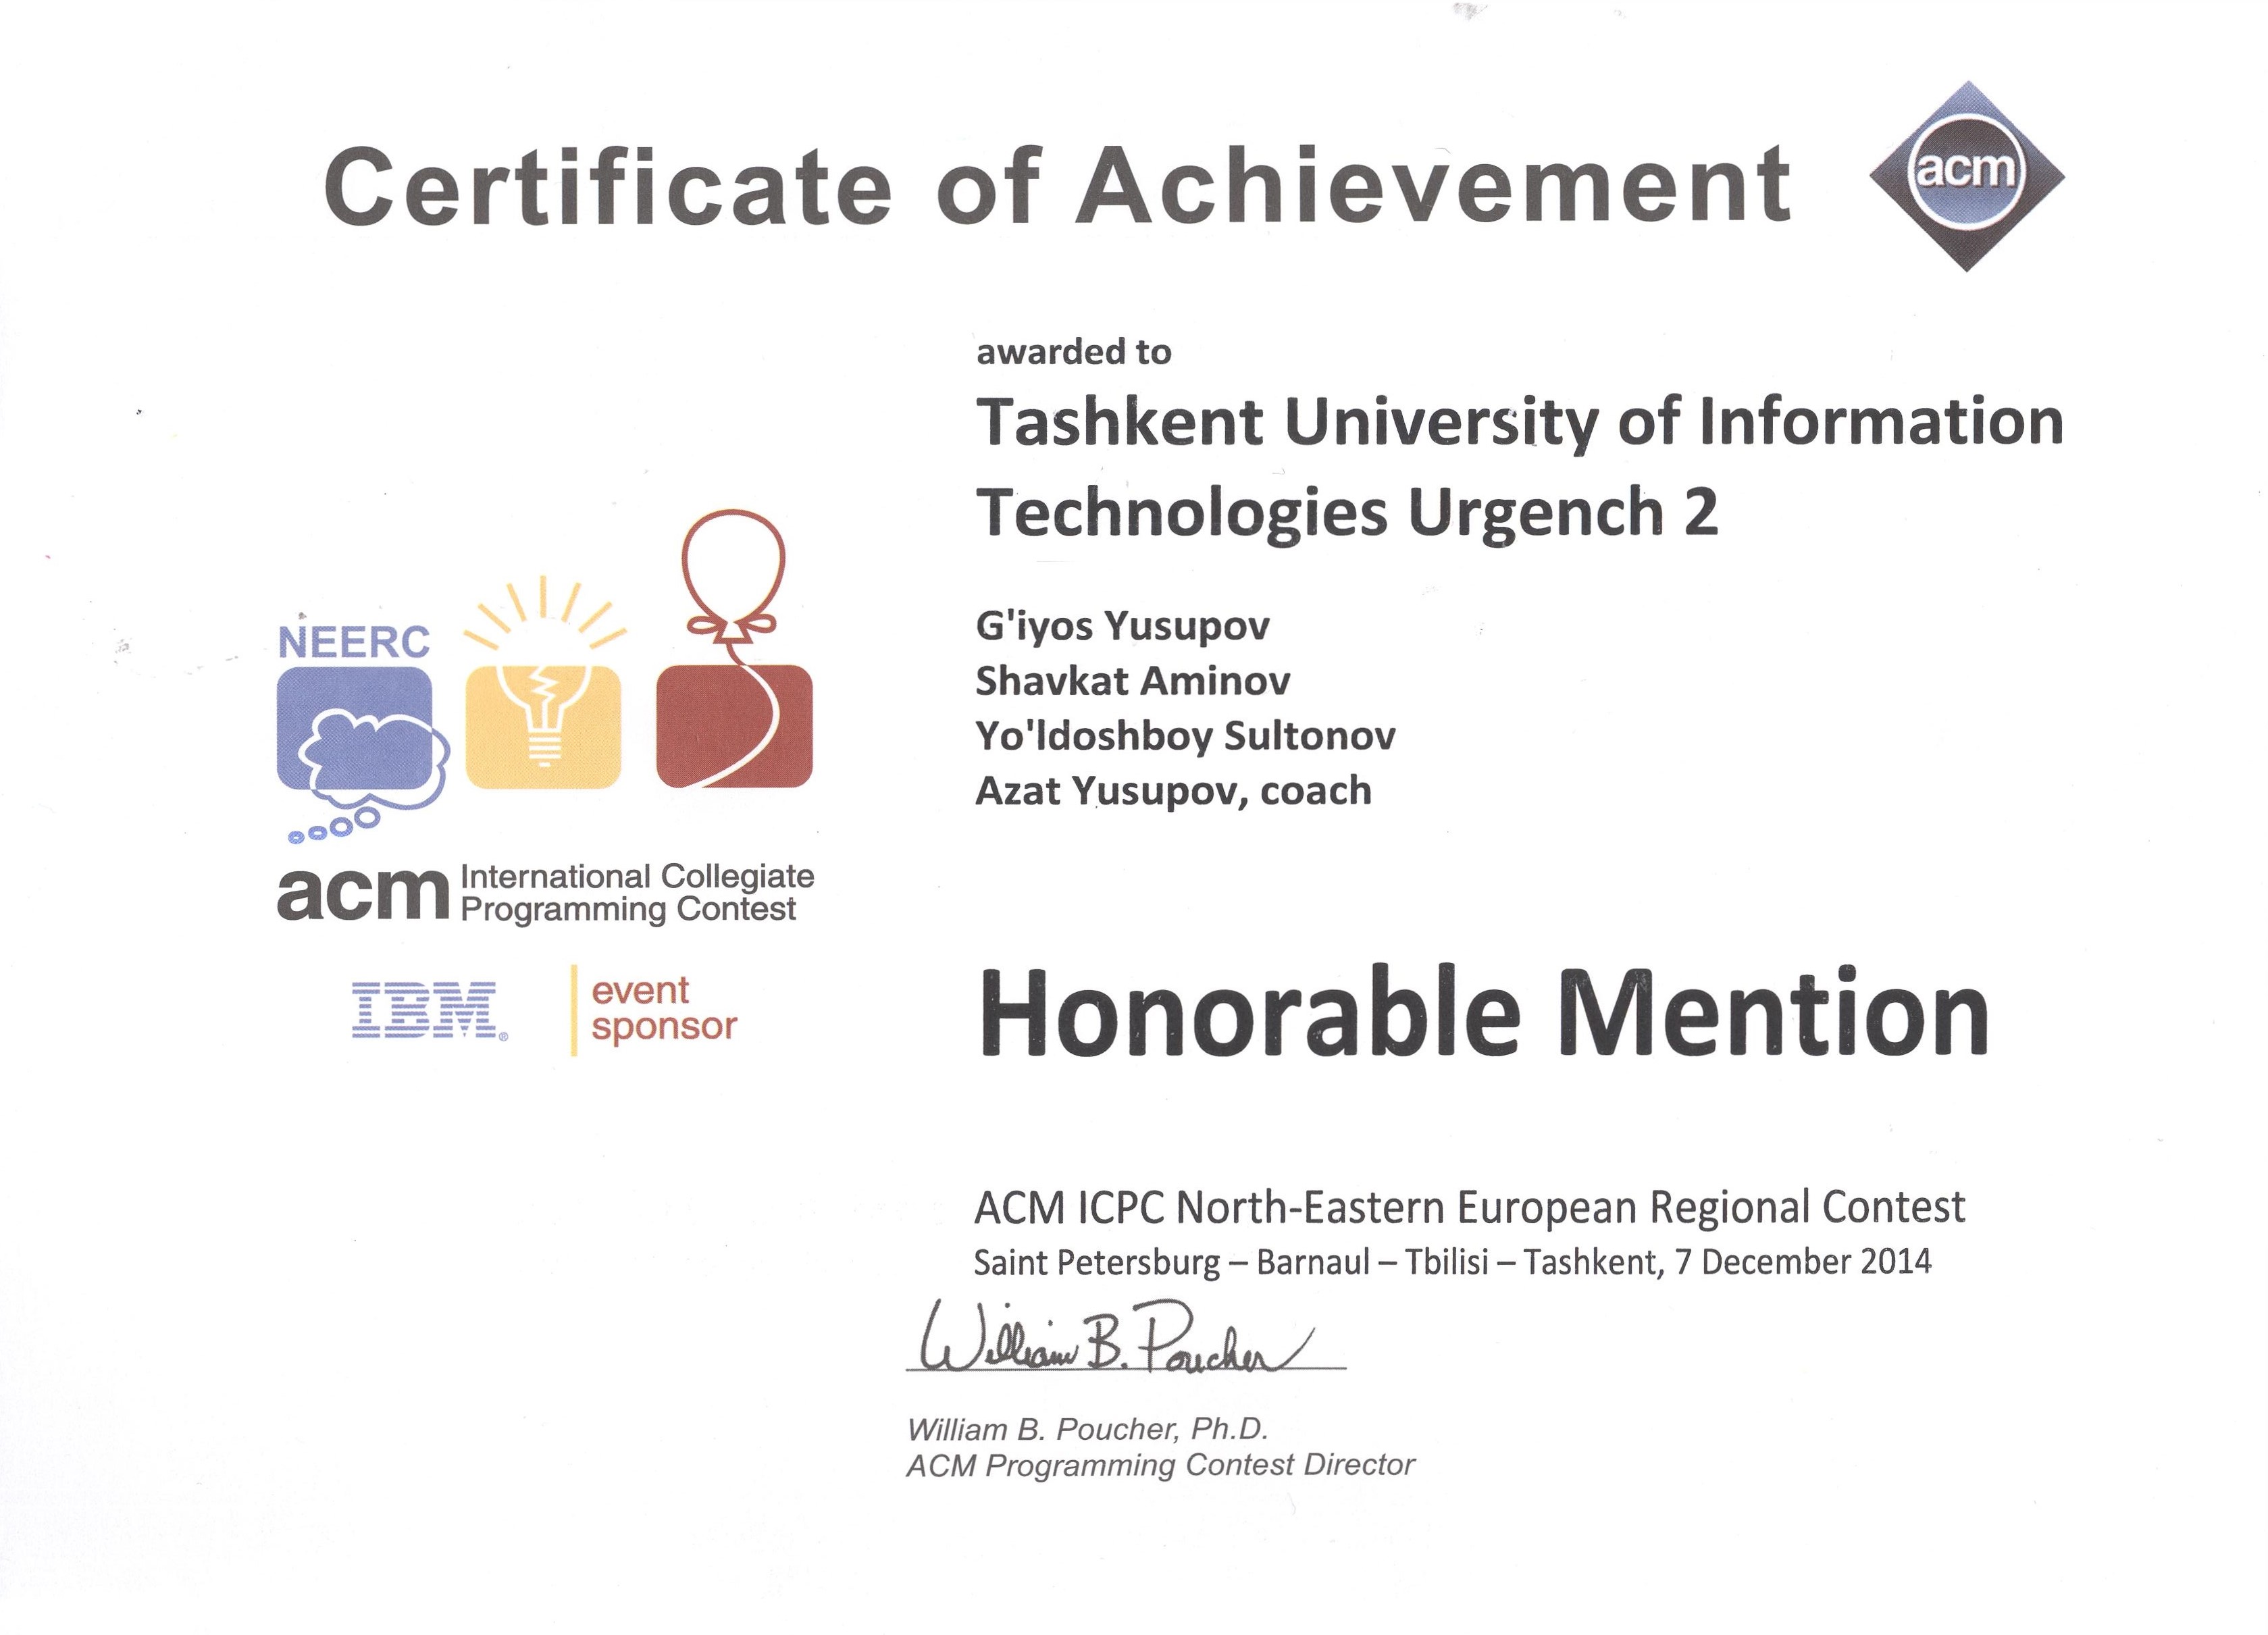 Certificate of Achievement
acm
awarded to
Tashkent University of Information
Technologies Urgench 2
G'iyos Yusupov
Shavkat Aminov
Yo'ldoshboy Sultonov
Azat Yusupov, coach
NEERC
acm International Collegiate
Programming Contest
IBM®
event
sponsor
Honorable Mention
ACM ICPC North-Eastern European Regional Contest
Saint Petersburg – Barnaul – Tbilisi – Tashkent, 7 December 2014
William B. Poucher
William B. Poucher, Ph.D.
ACM Programming Contest Director